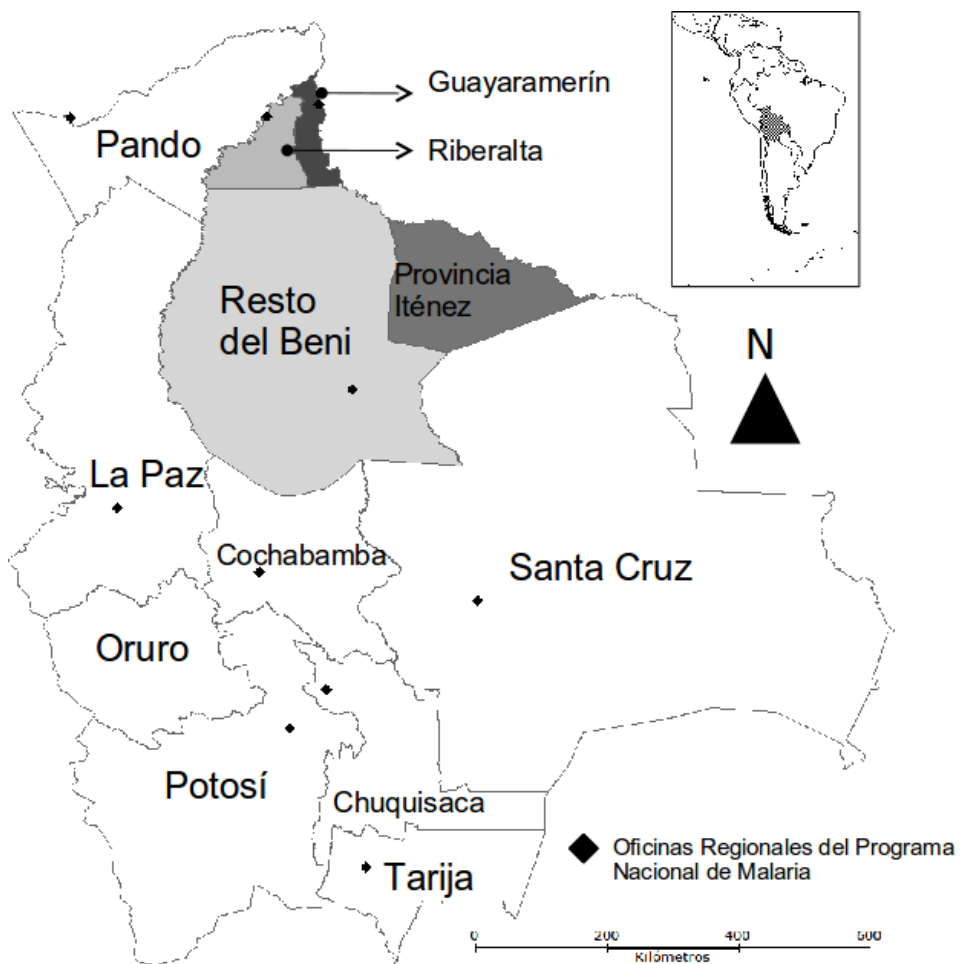 Guayaramerín
Pando
Riberalta
Provincia
Iténez
Resto
del Beni
N
La Paz
Cochabamba
Santa Cruz
Oruro
Potosí
Chuquisaca
Tarija
Oficinas Regionales del Programa
Nacional de Malaria
0 200 400 600
Kilómetros